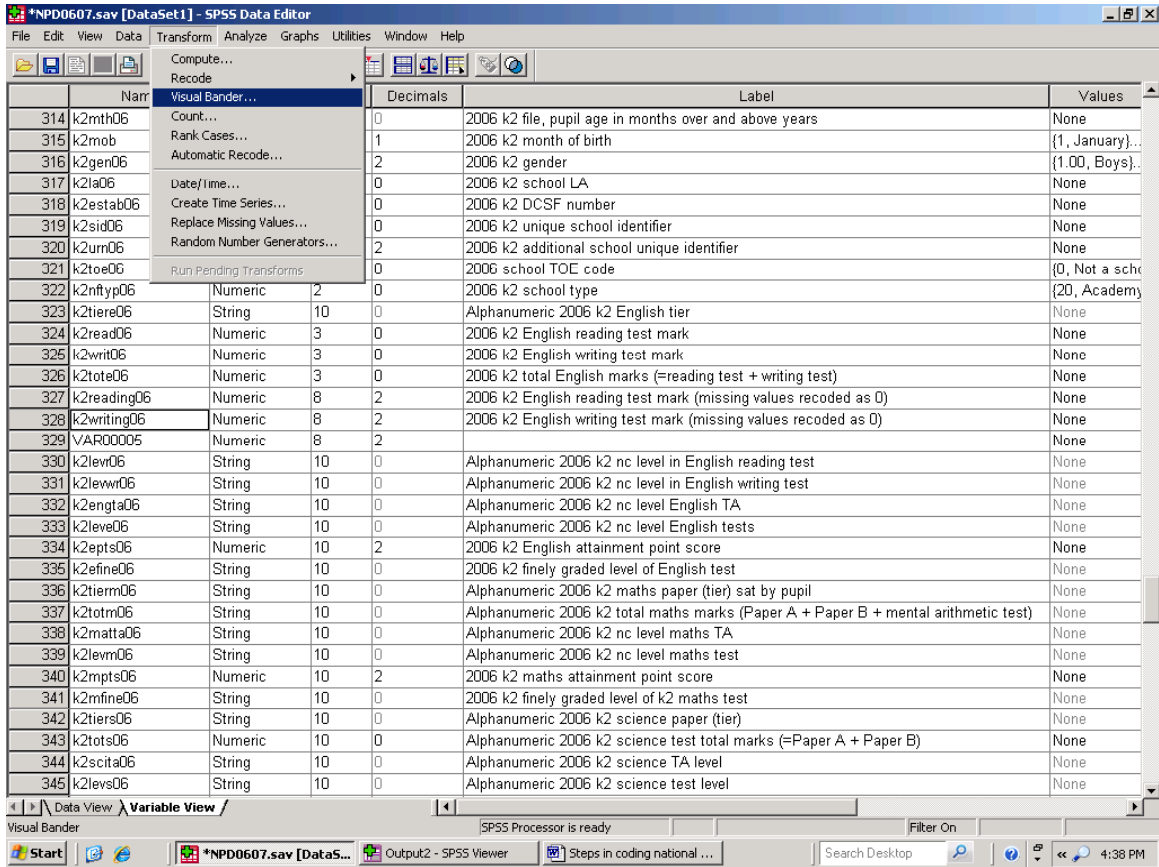 *NPD0607.sav [DataSet1] - SPSS Data Editor
File Edit View Data Transform Analyze Graphs Utilities Window Help
Compute...
Recode
Visual Bander...
Count...
Rank Cases...
Automatic Recode...
Date/Time...
Create Time Series...
Replace Missing Values...
Random Number Generators...
Run Pending Transforms
Nam Decimals Label Values
314 k2mth06 0 2006 k2 file, pupil age in months over and above years None
315 k2mob 1 2006 k2 month of birth {1, January}...
316 k2gen06 2 2006 k2 gender {1.00, Boys}..
317 k2la06 0 2006 k2 school LA None
318 k2estab06 0 2006 k2 DCSF number None
319 k2sid06 0 2006 k2 unique school identifier None
320 k2urn06 2 2006 k2 additional school unique identifier None
321 k2toe06 0 2006 school TOE code {0, Not a scho
322 k2nftyp06 Numeric 2 0 2006 k2 school type {20, Academy
323 k2tiere06 String 10 0 Alphanumeric 2006 k2 English tier None
324 k2read06 Numeric 3 0 2006 k2 English reading test mark None
325 k2writ06 Numeric 3 0 2006 k2 English writing test mark None
326 k2tote06 Numeric 3 0 2006 k2 total English marks (=reading test + writing test) None
327 k2reading06 Numeric 8 2 2006 k2 English reading test mark (missing values recoded as 0) None
328 k2writing06 Numeric 8 2 2006 k2 English writing test mark (missing values recoded as 0) None
329 VAR00005 Numeric 8 2 None
330 k2levr06 String 10 0 Alphanumeric 2006 k2 nc level in English reading test None
331 k2levwr06 String 10 0 Alphanumeric 2006 k2 nc level in English writing test None
332 k2engta06 String 10 0 Alphanumeric 2006 k2 nc level English TA None
333 k2leve06 String 10 0 Alphanumeric 2006 k2 nc level English tests None
334 k2epts06 Numeric 10 2 2006 k2 English attainment point score None
335 k2efine06 String 10 0 2006 k2 finely graded level of English test None
336 k2tierm06 String 10 0 Alphanumeric 2006 k2 maths paper (tier) sat by pupil None
337 k2totm06 String 10 0 Alphanumeric 2006 k2 total maths marks (Paper A + Paper B + mental arithmetic test) None
338 k2matta06 String 10 0 Alphanumeric 2006 k2 nc level maths TA None
339 k2levm06 String 10 0 Alphanumeric 2006 k2 nc level maths test None
340 k2mpts06 Numeric 10 2 2006 k2 maths attainment point score None
341 k2mfine06 String 10 0 2006 k2 finely graded level of k2 maths test None
342 k2tiers06 String 10 0 Alphanumeric 2006 k2 science paper (tier) None
343 k2tots06 Numeric 10 0 Alphanumeric 2006 k2 science test total marks (=Paper A + Paper B) None
344 k2scita06 String 10 0 Alphanumeric 2006 k2 science TA level None
345 k2levs06 String 10 0 Alphanumeric 2006 k2 science test level None
Data View Variable View
Visual Bander SPSS Processor is ready Filter On
Start *NPD0607.sav [DataS... Output2 - SPSS Viewer Steps in coding national ... Search Desktop 4:38 PM